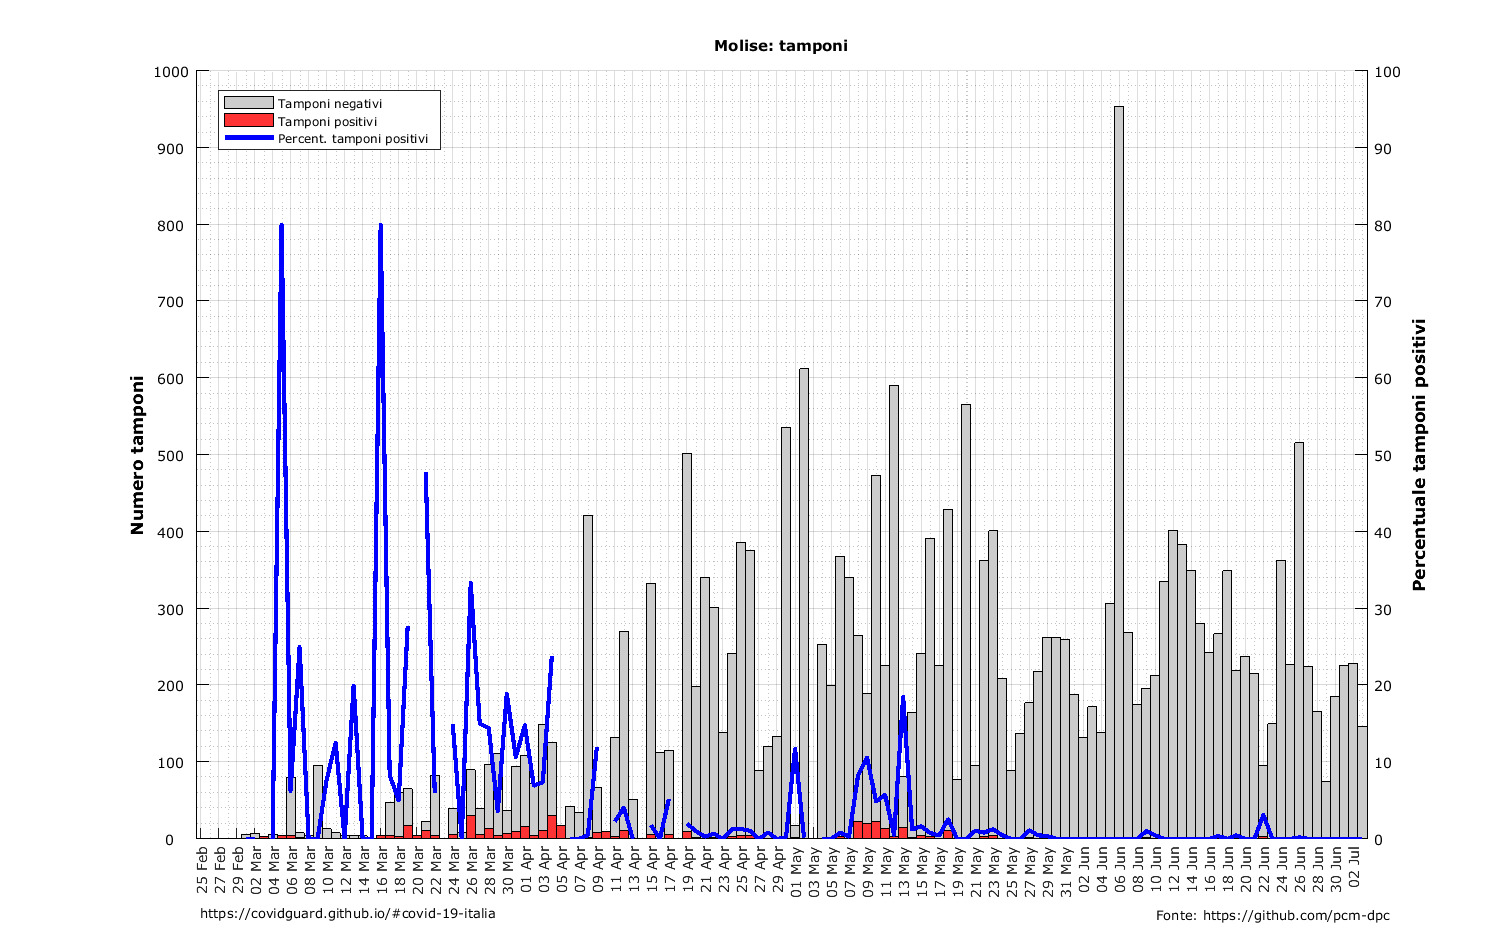 Molise: tamponi
Tamponi negativi
Tamponi positivi
Percent. tamponi positivi
Numero tamponi
1000
900
800
700
600
500
400
300
200
100
0
Percentuale tamponi positivi
100
90
80
70
60
50
40
30
20
10
0
25 Feb
27 Feb
29 Feb
02 Mar
04 Mar
06 Mar
08 Mar
10 Mar
12 Mar
14 Mar
16 Mar
18 Mar
20 Mar
22 Mar
24 Mar
26 Mar
28 Mar
30 Mar
01 Apr
03 Apr
05 Apr
07 Apr
09 Apr
11 Apr
13 Apr
15 Apr
17 Apr
19 Apr
21 Apr
23 Apr
25 Apr
27 Apr
29 Apr
01 May
03 May
05 May
07 May
09 May
11 May
13 May
15 May
17 May
19 May
21 May
23 May
25 May
27 May
29 May
31 May
02 Jun
04 Jun
06 Jun
08 Jun
10 Jun
12 Jun
14 Jun
16 Jun
18 Jun
20 Jun
22 Jun
24 Jun
26 Jun
28 Jun
30 Jun
02 Jul
https://covidguard.github.io/#covid-19-italia
Fonte: https://github.com/pcm-dpc